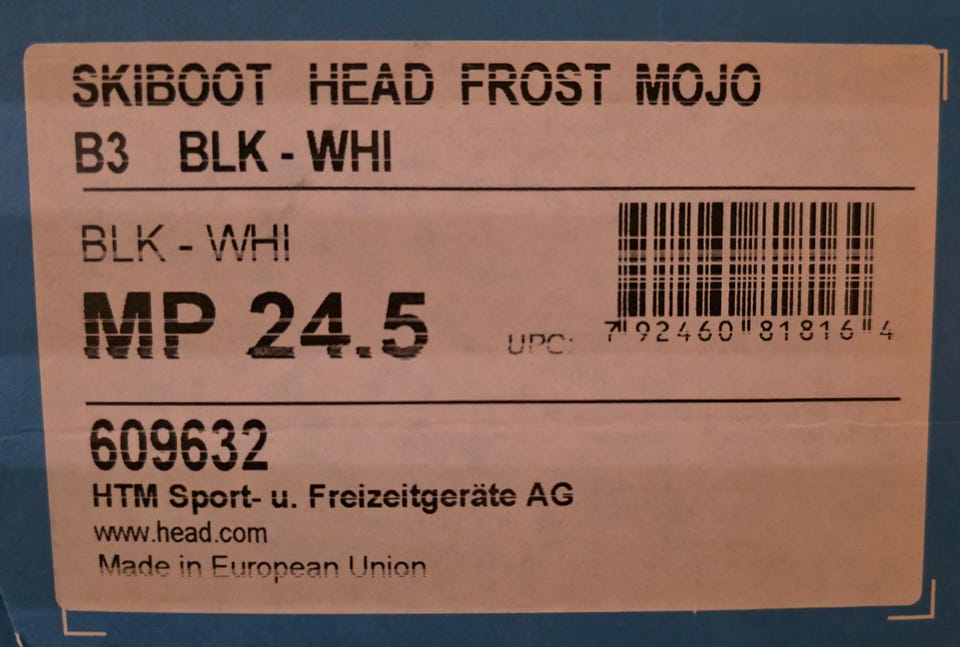 SKIBOOT HEAD FROST MOJO
B3 BLK - WHI
BLK - WHI
MP 24.5
UPC: 7 92460 81816 4
609632
HTM Sport- u. Freizeitgeräte AG
www.head.com
Made in European Union